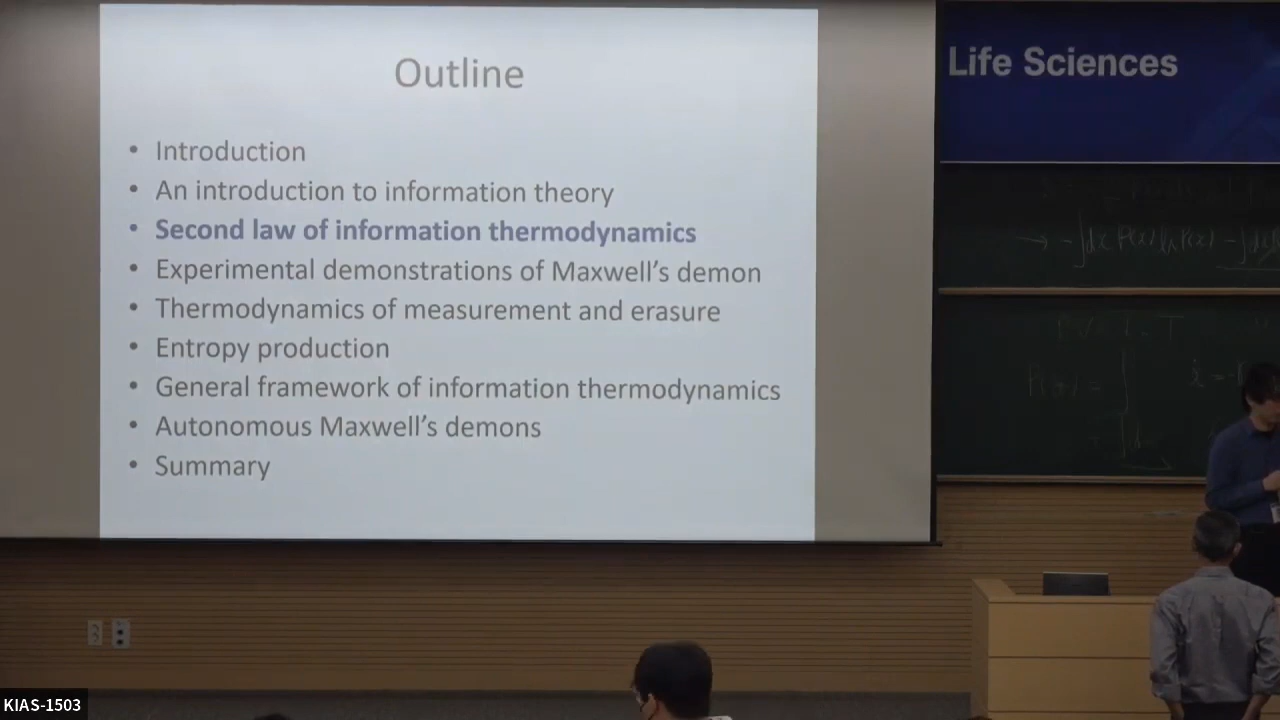 Outline
• Introduction
• An introduction to information theory
• Second law of information thermodynamics
• Experimental demonstrations of Maxwell's demon
• Thermodynamics of measurement and erasure
• Entropy production
• General framework of information thermodynamics
• Autonomous Maxwell's demons
• Summary
Life Sciences
KIAS-1503